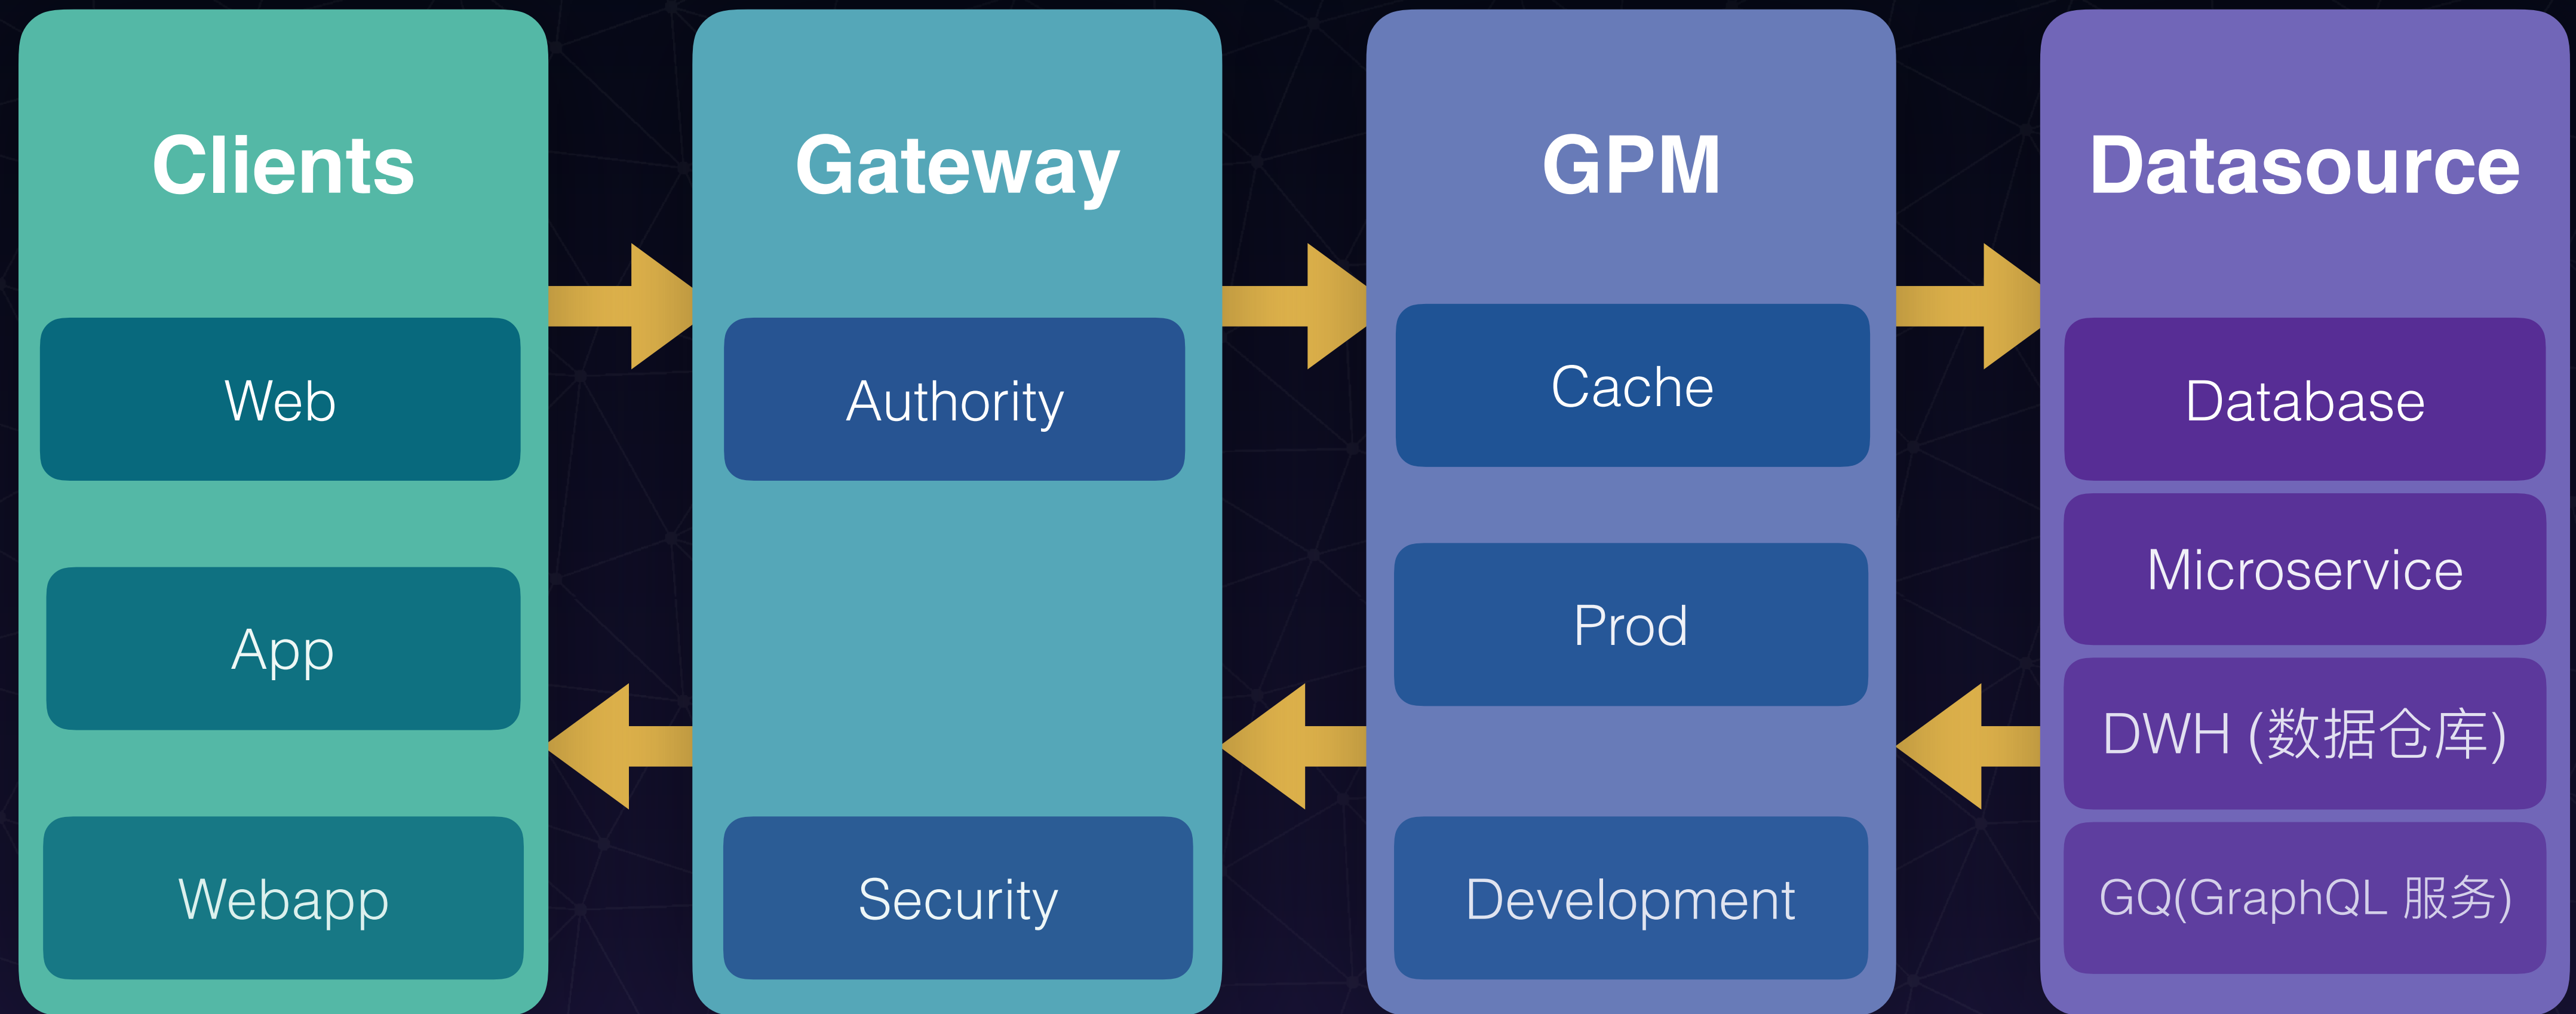 Clients
Web
App
Webapp
Gateway
Authority
Security
GPM
Cache
Prod
Development
Datasource
Database
Microservice
DWH (数据仓库)
GQ(GraphQL 服务)